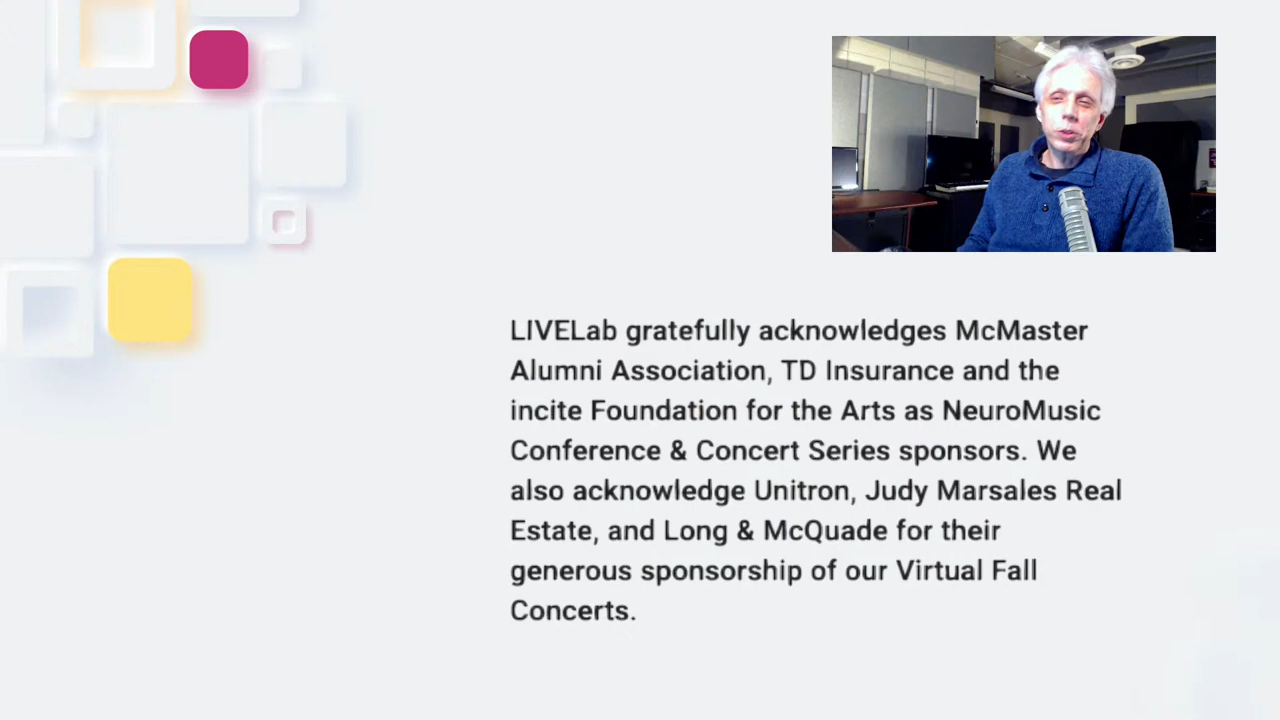 LIVELab gratefully acknowledges McMaster
Alumni Association, TD Insurance and the
incite Foundation for the Arts as NeuroMusic
Conference & Concert Series sponsors. We
also acknowledge Unitron, Judy Marsales Real
Estate, and Long & McQuade for their
generous sponsorship of our Virtual Fall
Concerts.